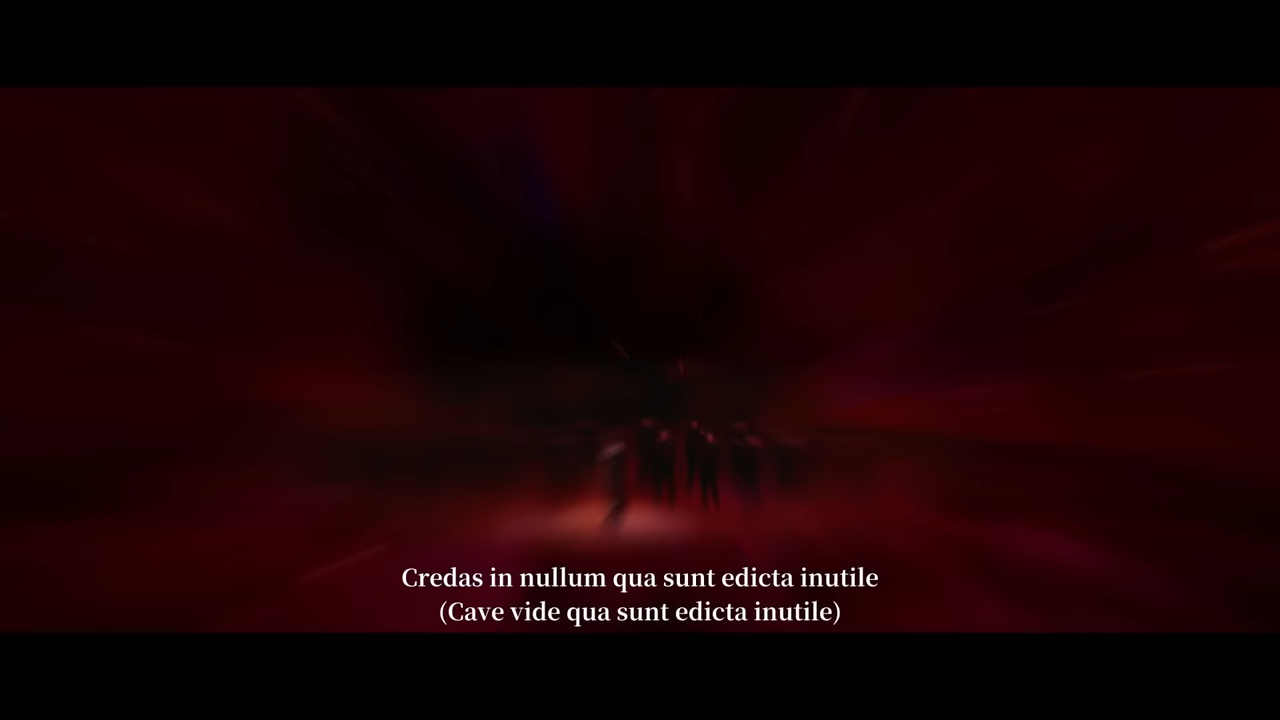 Credas in nullum qua sunt edicta inutile
(Cave vide qua sunt edicta inutile)